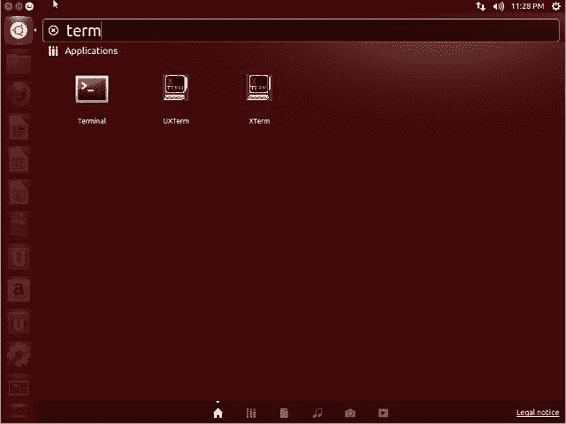 11:28 PM
term
Applications
Terminal
UXTerm
XTerm
Legal notice